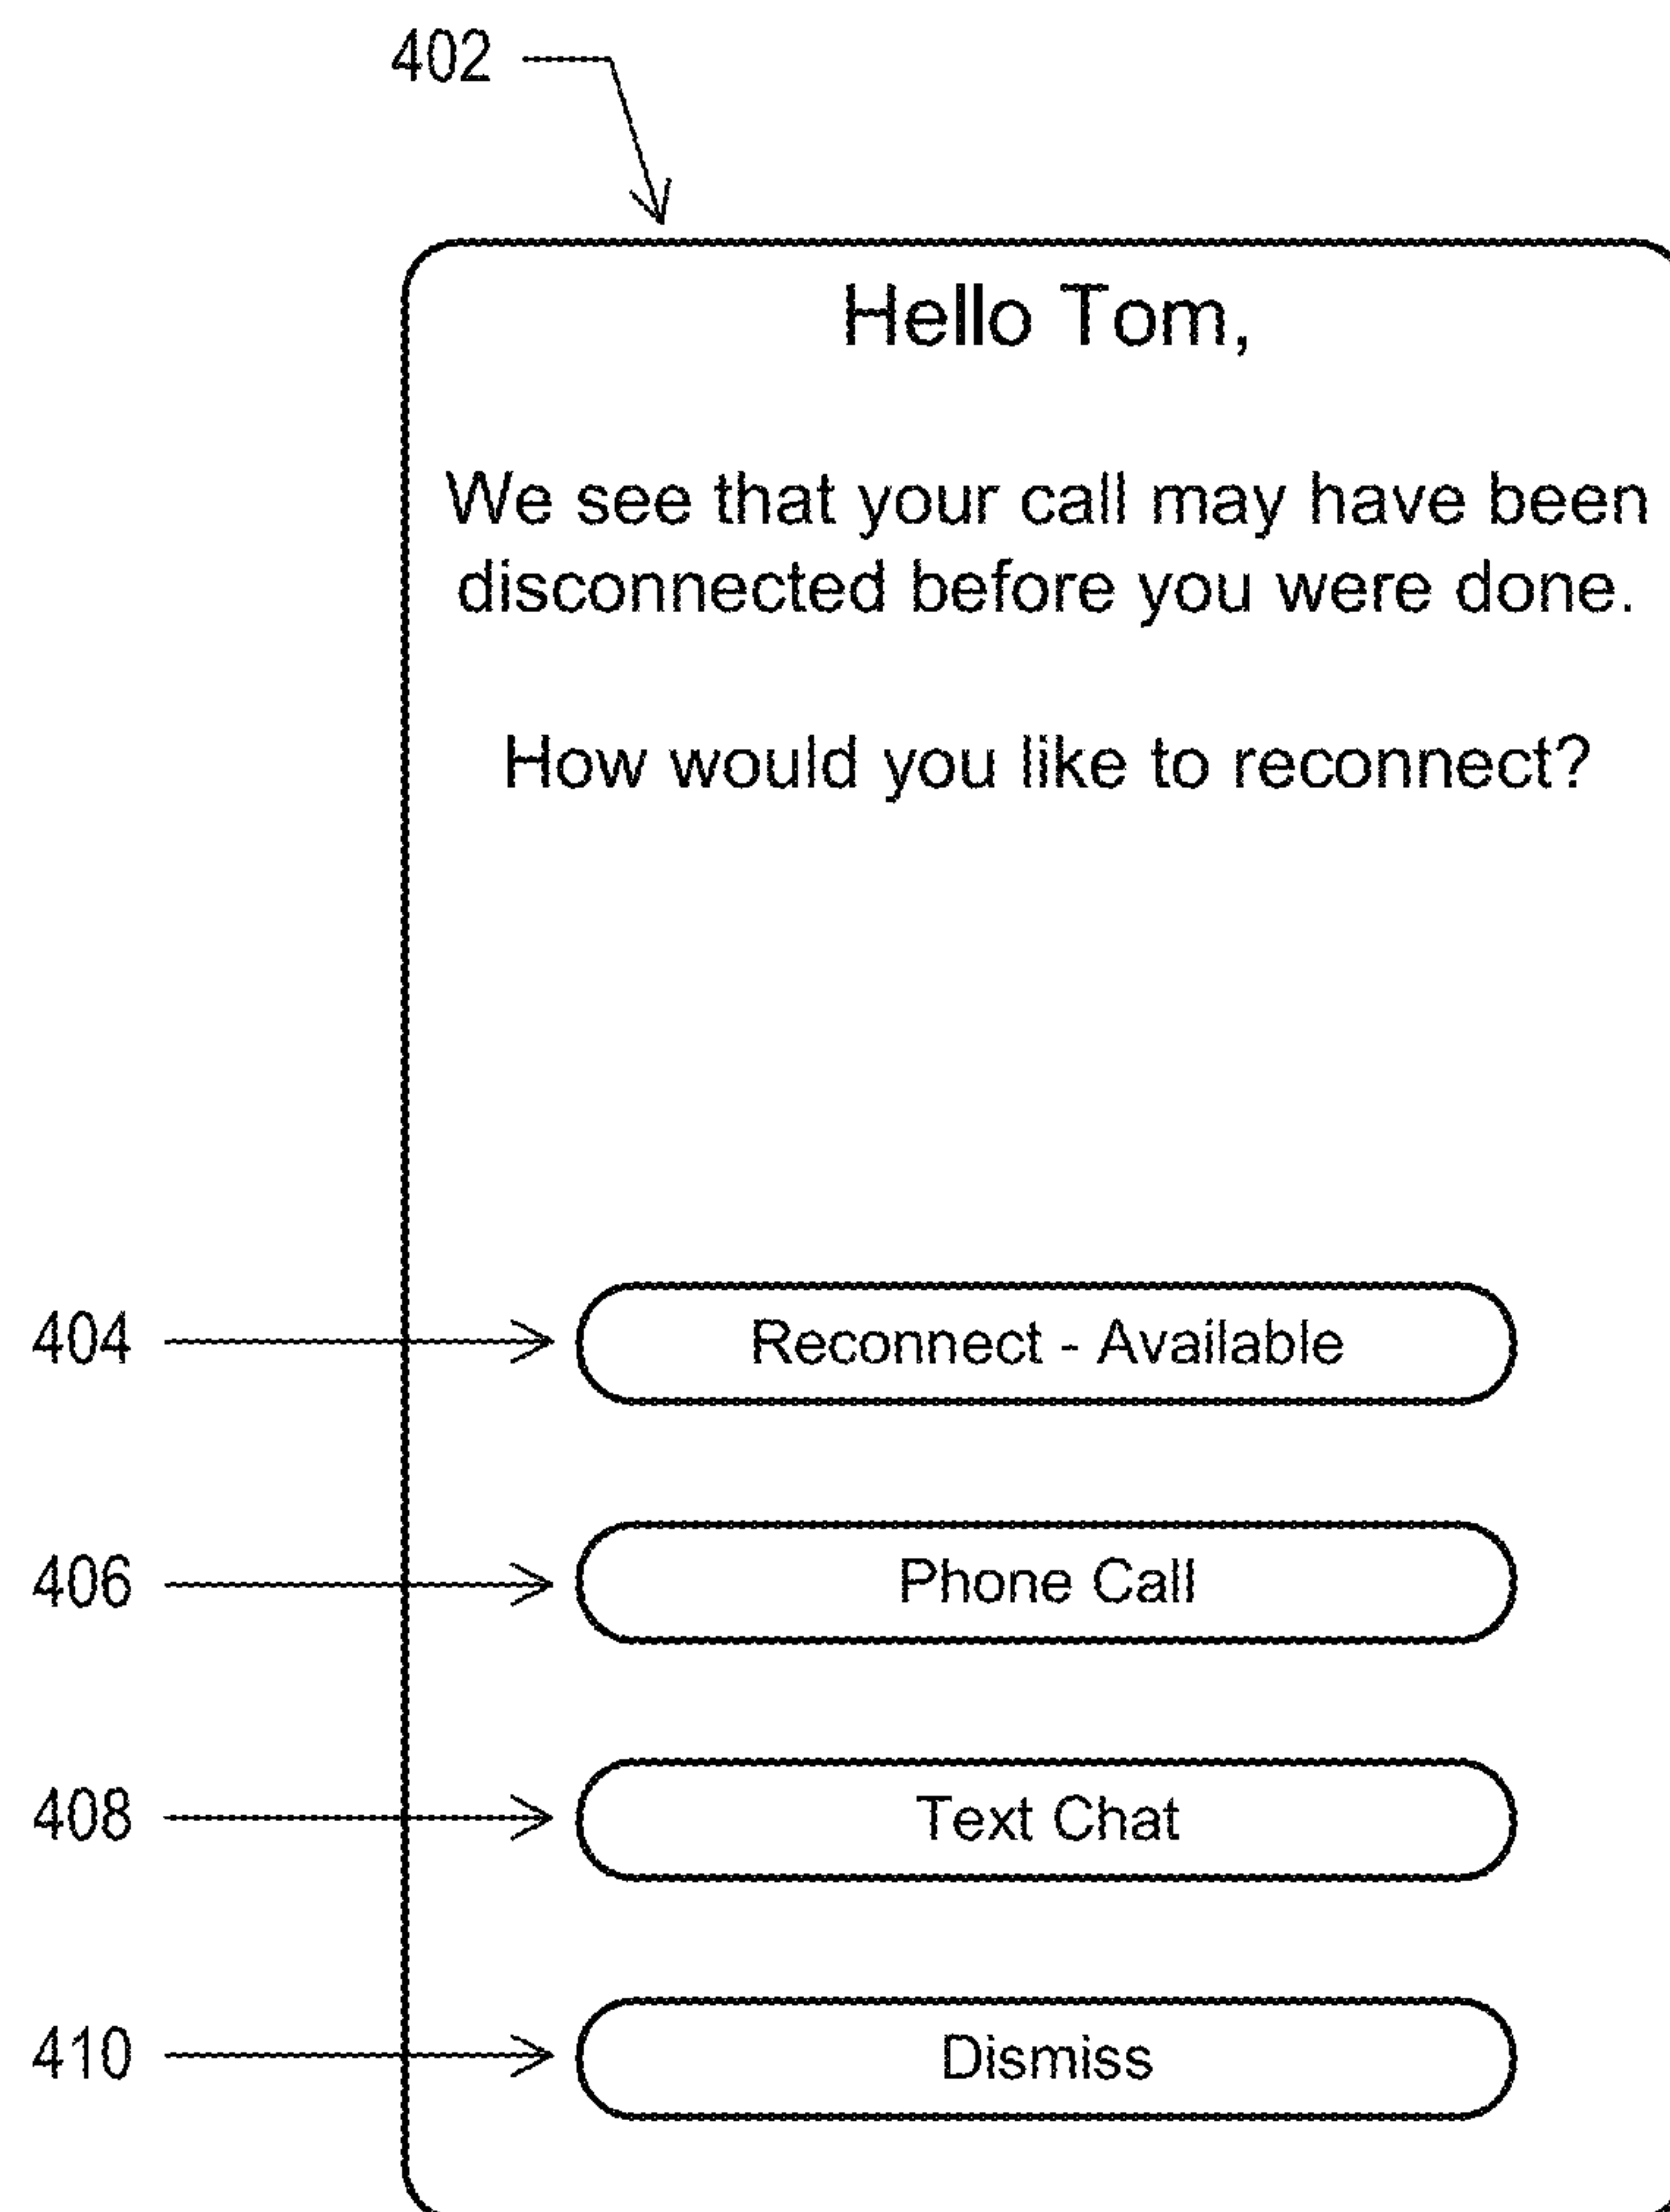 402
Hello Tom,
We see that your call may have been
disconnected before you were done.
How would you like to reconnect?
404
Reconnect - Available
406
Phone Call
408
Text Chat
410
Dismiss